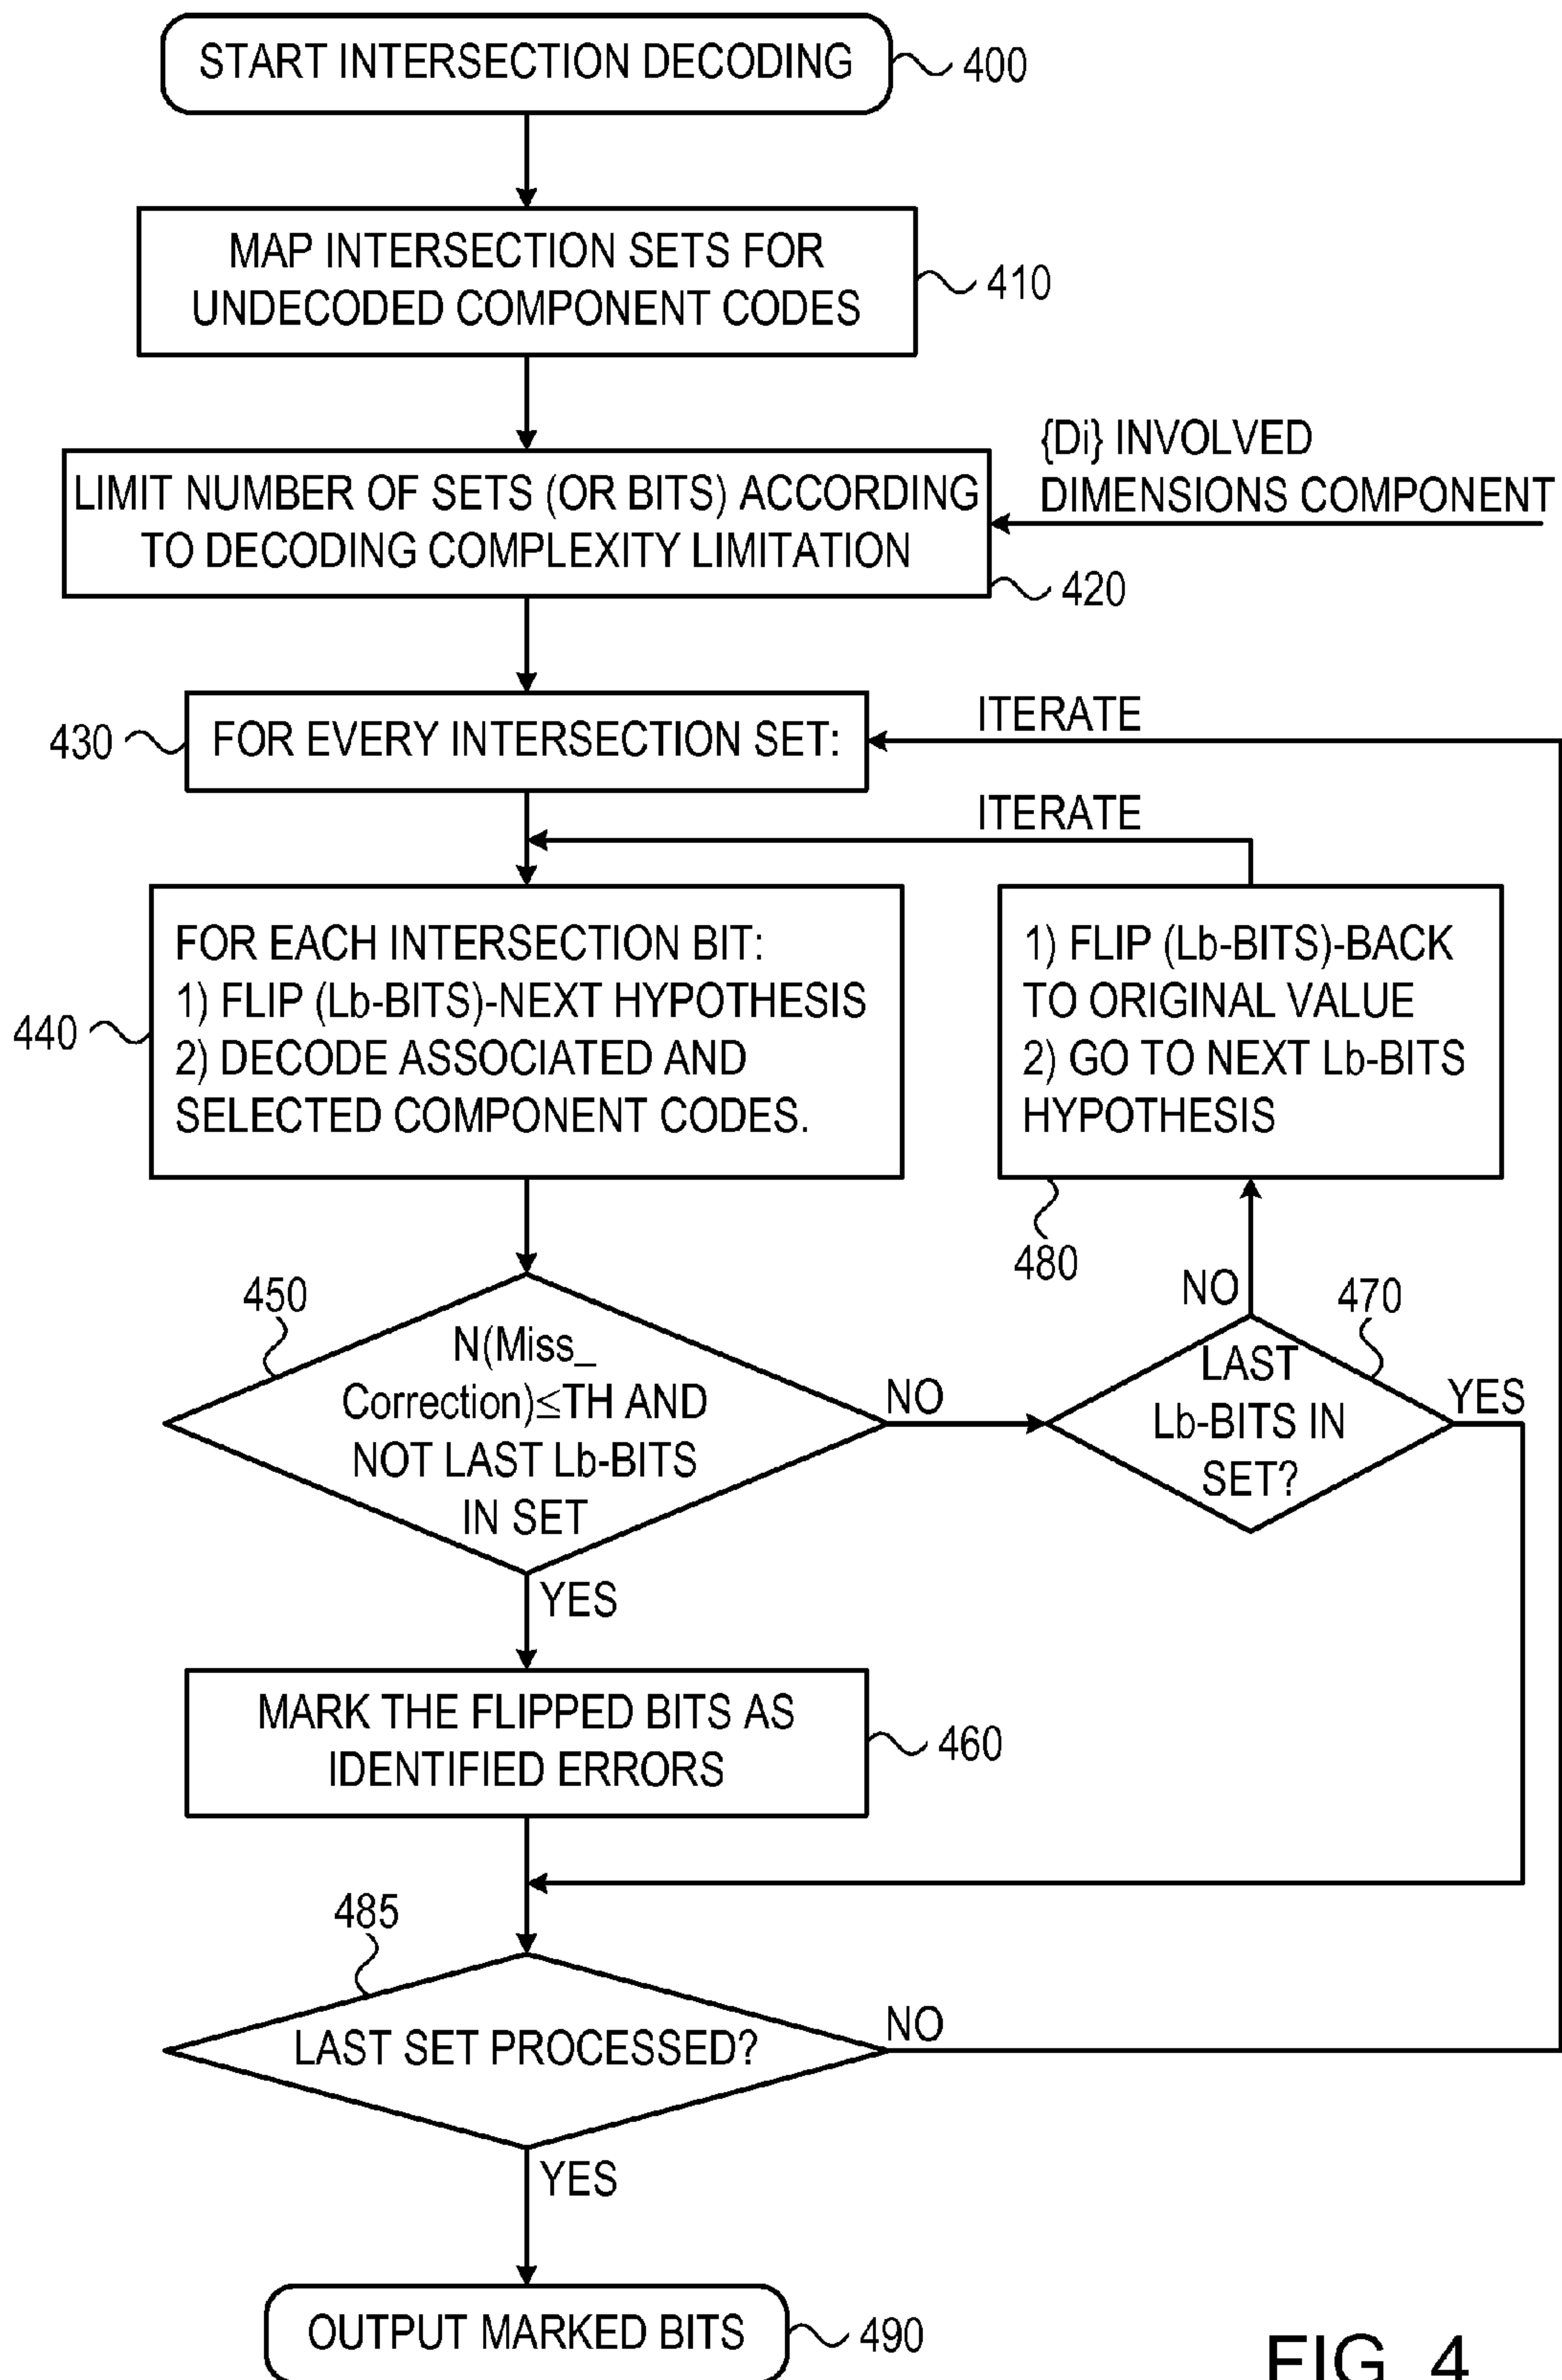 START INTERSECTION DECODING
400
MAP INTERSECTION SETS FOR
UNDECODED COMPONENT CODES
410
{Di} INVOLVED
DIMENSIONS COMPONENT
LIMIT NUMBER OF SETS (OR BITS) ACCORDING
TO DECODING COMPLEXITY LIMITATION
420
430
FOR EVERY INTERSECTION SET:
ITERATE
ITERATE
440
FOR EACH INTERSECTION BIT:
1) FLIP (Lb-BITS)-NEXT HYPOTHESIS
2) DECODE ASSOCIATED AND
SELECTED COMPONENT CODES.
1) FLIP (Lb-BITS)-BACK
TO ORIGINAL VALUE
2) GO TO NEXT Lb-BITS
HYPOTHESIS
480
450
N(Miss_
Correction)≤TH AND
NOT LAST Lb-BITS
IN SET
NO
YES
NO
470
LAST
Lb-BITS IN
SET?
YES
MARK THE FLIPPED BITS AS
IDENTIFIED ERRORS
460
485
LAST SET PROCESSED?
NO
YES
OUTPUT MARKED BITS
490
FIG. 4